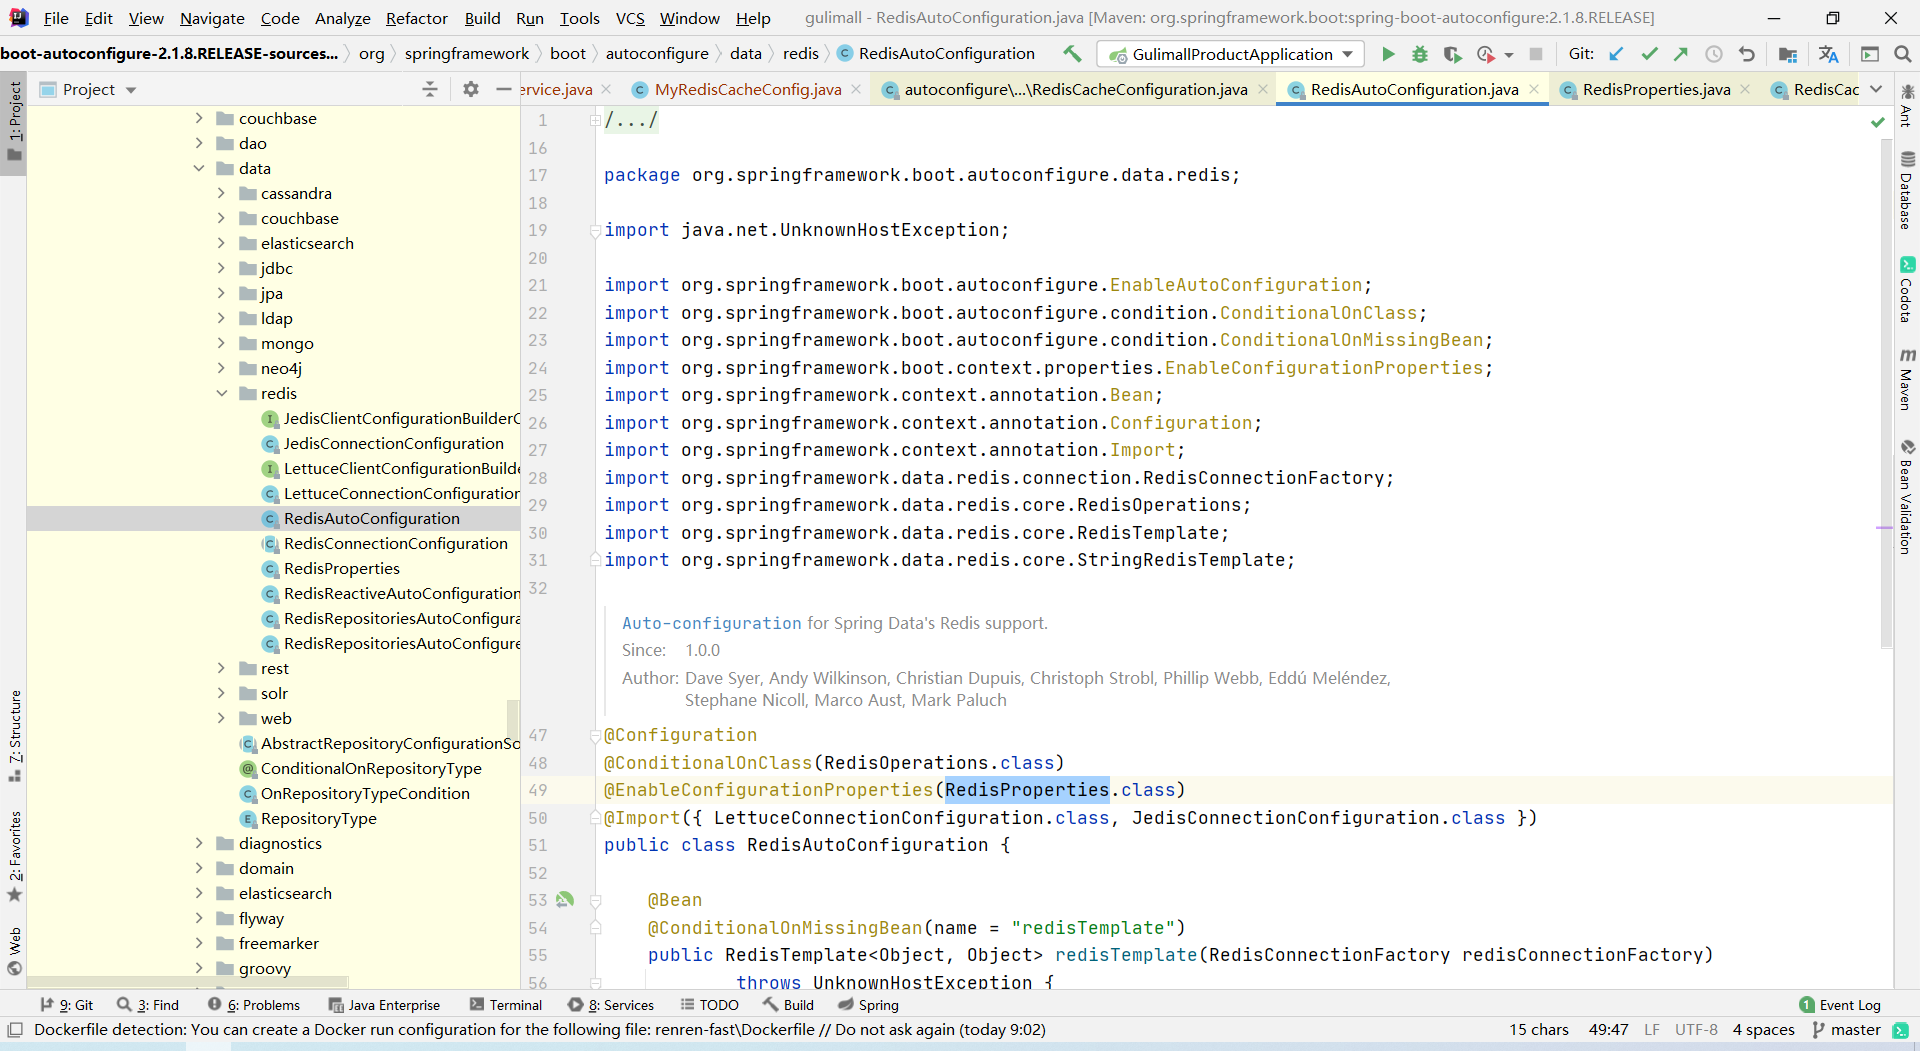 File Edit View Navigate Code Analyze Refactor Build Run Tools VCS Window Help gulimall - RedisAutoConfiguration.java [Maven: org.springframework.boot:spring-boot-autoconfigure:2.1.8.RELEASE]
boot-autoconfigure-2.1.8.RELEASE-sources... org springframework boot autoconfigure data redis RedisAutoConfiguration GulimallProductApplication Git:
Project
ervice.java MyRedisCacheConfig.java autoconfigure\...\RedisCacheConfiguration.java RedisAutoConfiguration.java RedisProperties.java RedisCac
1: Project
7: Structure
2: Favorites
Web
couchbase
dao
data
cassandra
couchbase
elasticsearch
jdbc
jpa
ldap
mongo
neo4j
redis
JedisClientConfigurationBuilderC
JedisConnectionConfiguration
LettuceClientConfigurationBuilde
LettuceConnectionConfiguration
RedisAutoConfiguration
RedisConnectionConfiguration
RedisProperties
RedisReactiveAutoConfiguration
RedisRepositoriesAutoConfigura
RedisRepositoriesAutoConfigure
rest
solr
web
AbstractRepositoryConfigurationSo
ConditionalOnRepositoryType
OnRepositoryTypeCondition
RepositoryType
diagnostics
domain
elasticsearch
flyway
freemarker
groovy
1 /.../
16
17 package org.springframework.boot.autoconfigure.data.redis;
18
19 import java.net.UnknownHostException;
20
21 import org.springframework.boot.autoconfigure.EnableAutoConfiguration;
22 import org.springframework.boot.autoconfigure.condition.ConditionalOnClass;
23 import org.springframework.boot.autoconfigure.condition.ConditionalOnMissingBean;
24 import org.springframework.boot.context.properties.EnableConfigurationProperties;
25 import org.springframework.context.annotation.Bean;
26 import org.springframework.context.annotation.Configuration;
27 import org.springframework.context.annotation.Import;
28 import org.springframework.data.redis.connection.RedisConnectionFactory;
29 import org.springframework.data.redis.core.RedisOperations;
30 import org.springframework.data.redis.core.RedisTemplate;
31 import org.springframework.data.redis.core.StringRedisTemplate;
32
Auto-configuration for Spring Data's Redis support.
Since: 1.0.0
Author: Dave Syer, Andy Wilkinson, Christian Dupuis, Christoph Strobl, Phillip Webb, Eddú Meléndez,
Stephane Nicoll, Marco Aust, Mark Paluch
47 @Configuration
48 @ConditionalOnClass(RedisOperations.class)
49 @EnableConfigurationProperties(RedisProperties.class)
50 @Import({ LettuceConnectionConfiguration.class, JedisConnectionConfiguration.class })
51 public class RedisAutoConfiguration {
52
53 @Bean
54 @ConditionalOnMissingBean(name = "redisTemplate")
55 public RedisTemplate<Object, Object> redisTemplate(RedisConnectionFactory redisConnectionFactory)
56 throws UnknownHostException {
Ant
Database
Codota
Maven
Bean Validation
9: Git 3: Find 6: Problems Java Enterprise Terminal 8: Services TODO Build Spring 1 Event Log
Dockerfile detection: You can create a Docker run configuration for the following file: renren-fast\Dockerfile // Do not ask again (today 9:02) 15 chars 49:47 LF UTF-8 4 spaces master